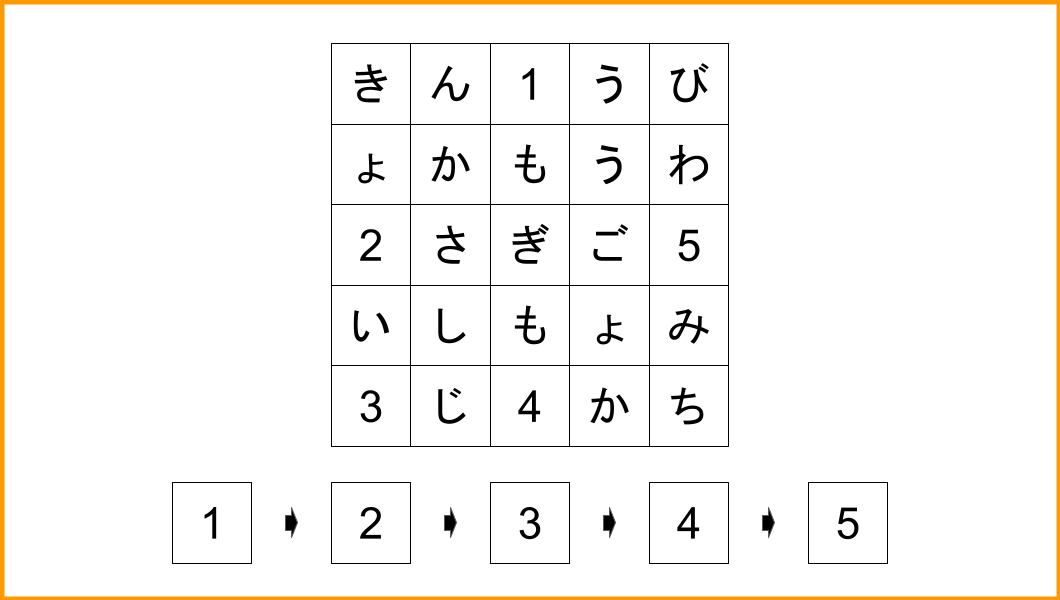 き ん 1 う び
ょ か も う わ
2 さ ぎ ご 5
い し も ょ み
3 じ 4 か ち
1 ➧ 2 ➧ 3 ➧ 4 ➧ 5